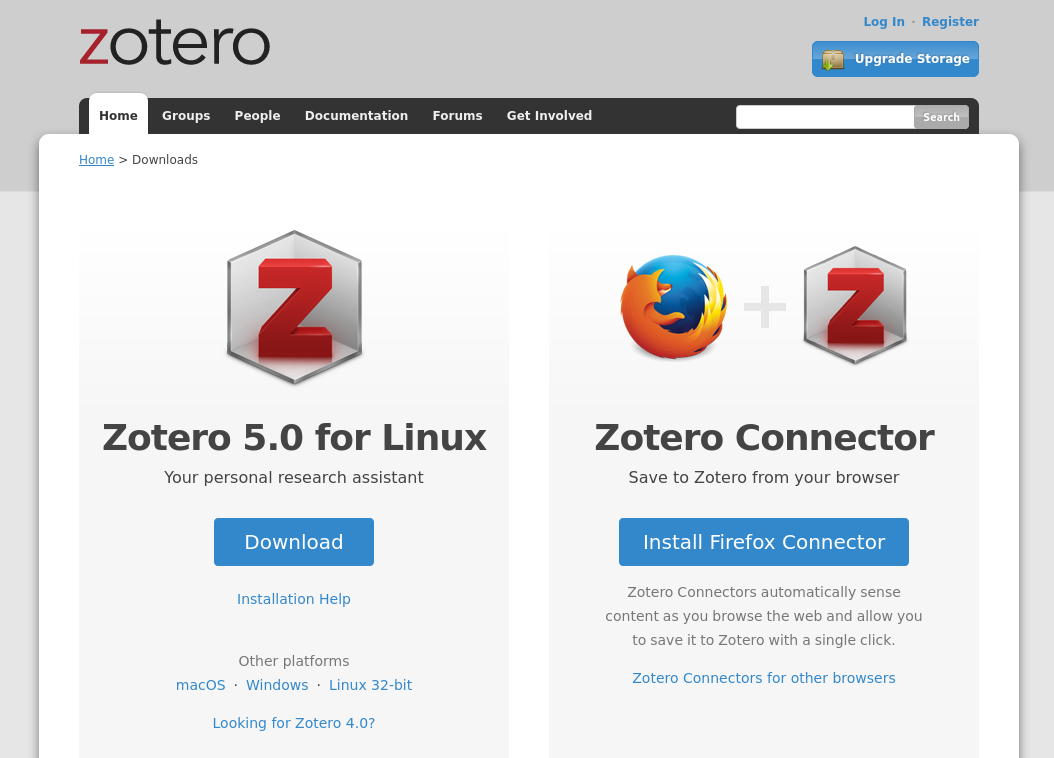 zotero
Log In · Register
Upgrade Storage
Home Groups People Documentation Forums Get Involved
Search
Home > Downloads
Z
Z
Zotero 5.0 for Linux
Your personal research assistant
Download
Installation Help
Other platforms
macOS · Windows · Linux 32-bit
Looking for Zotero 4.0?
Zotero Connector
Save to Zotero from your browser
Install Firefox Connector
Zotero Connectors automatically sense
content as you browse the web and allow you
to save it to Zotero with a single click.
Zotero Connectors for other browsers